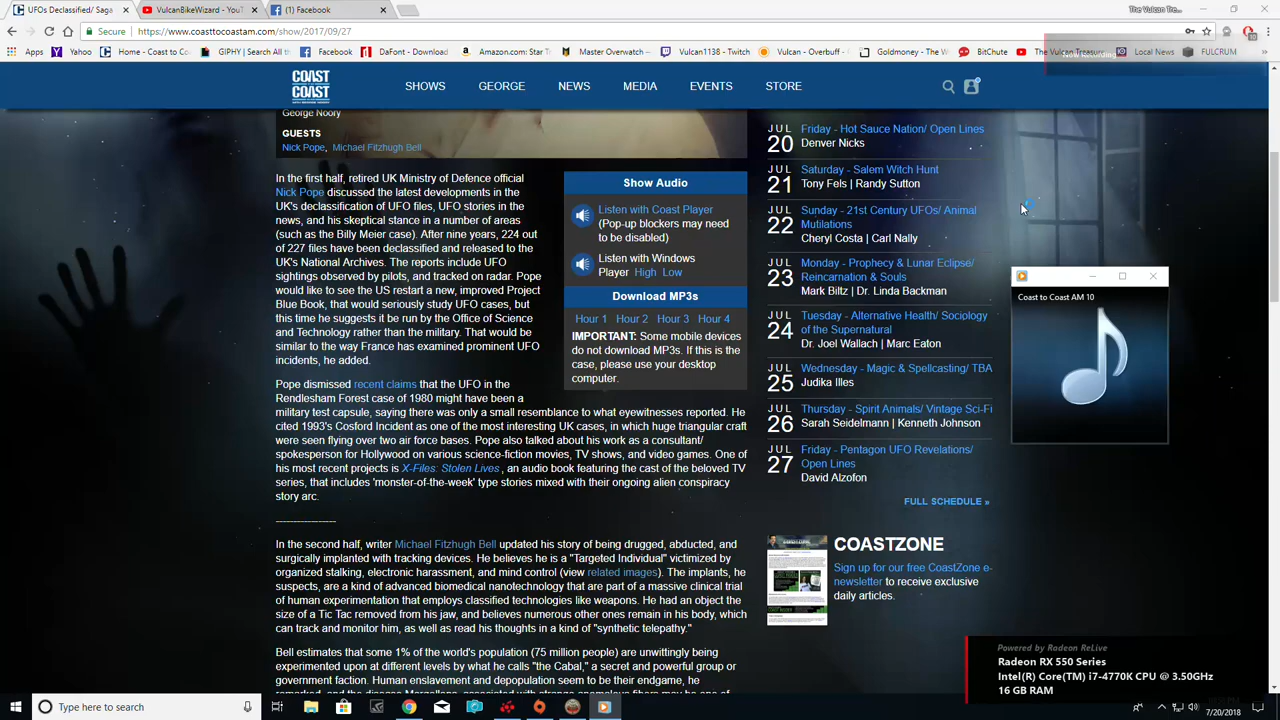 UFOs Declassified/ Saga
VulcanBikeWizard - YouT
(1) Facebook
The Vulcan Tre...
Secure
https://www.coasttocoastam.com/show/2017/09/27
Apps
Yahoo
Home - Coast to Co
GIPHY | Search All th
Facebook
DaFont - Download
Amazon.com: Star T
Master Overwatch -
Vulcan1138 - Twitch
Vulcan - Overbuff -
Goldmoney - The W
BitChute
The Vulcan Treasure
Local News
FULCRUM
Now Recording
COAST TO COAST
SHOWS
GEORGE
NEWS
MEDIA
EVENTS
STORE
George Noory
GUESTS
Nick Pope, Michael Fitzhugh Bell
In the first half, retired UK Ministry of Defence official
Nick Pope discussed the latest developments in the
UK's declassification of UFO files, UFO stories in the
news, and his skeptical stance in a number of areas
(such as the Billy Meier case). After nine years, 224 out
of 227 files have been declassified and released to the
UK's National Archives. The reports include UFO
sightings observed by pilots, and tracked on radar. Pope
would like to see the US restart a new, improved Project
Blue Book, that would seriously study UFO cases, but
this time he suggests it be run by the Office of Science
and Technology rather than the military. That would be
similar to the way France has examined prominent UFO
incidents, he added.
Show Audio
Listen with Coast Player
(Pop-up blockers may need
to be disabled)
Listen with Windows
Player High Low
Download MP3s
Hour 1 Hour 2 Hour 3 Hour 4
IMPORTANT: Some mobile devices
do not download MP3s. If this is the
case, please use your desktop
computer.
Pope dismissed recent claims that the UFO in the
Rendlesham Forest case of 1980 might have been a
military test capsule, saying there was only a small resemblance to what eyewitnesses reported. He
cited 1993's Cosford Incident as one of the most interesting UK cases, in which huge triangular craft
were seen flying over two air force bases. Pope also talked about his work as a consultant/
spokesperson for Hollywood on various science-fiction movies, TV shows, and video games. One of
his most recent projects is X-Files: Stolen Lives, an audio book featuring the cast of the beloved TV
series, that includes 'monster-of-the-week' type stories mixed with their ongoing alien conspiracy
story arc.
------------------
In the second half, writer Michael Fitzhugh Bell updated his story of being drugged, abducted, and
surgically implanted with tracking devices. He believes he is a "Targeted Individual" victimized by
organized stalking, electronic harassment, and mind control (view related images). The implants, he
suspects, are a kind of advanced biomedical nanotechnology that are part of a massive clinical trial
of human experimentation that employs classified technologies like weapons. He had an object the
size of a Tic Tac removed from his jaw, and believes numerous other ones remain in his body, which
can track and monitor him, as well as read his thoughts in a kind of "synthetic telepathy."
Bell estimates that some 1% of the world's population (75 million people) are unwittingly being
experimented upon at different levels by what he calls "the Cabal," a secret and powerful group or
government faction. Human enslavement and depopulation seem to be their endgame, he
JUL 20
Friday - Hot Sauce Nation/ Open Lines
Denver Nicks
JUL 21
Saturday - Salem Witch Hunt
Tony Fels | Randy Sutton
JUL 22
Sunday - 21st Century UFOs/ Animal
Mutilations
Cheryl Costa | Carl Nally
JUL 23
Monday - Prophecy & Lunar Eclipse/
Reincarnation & Souls
Mark Biltz | Dr. Linda Backman
JUL 24
Tuesday - Alternative Health/ Sociology
of the Supernatural
Dr. Joel Wallach | Marc Eaton
JUL 25
Wednesday - Magic & Spellcasting/ TBA
Judika Illes
JUL 26
Thursday - Spirit Animals/ Vintage Sci-Fi
Sarah Seidelmann | Kenneth Johnson
JUL 27
Friday - Pentagon UFO Revelations/
Open Lines
David Alzofon
FULL SCHEDULE »
COASTZONE
Sign up for our free CoastZone e-
newsletter to receive exclusive
daily articles.
Coast to Coast AM 10
Powered by Radeon ReLive
Radeon RX 550 Series
Intel(R) Core(TM) i7-4770K CPU @ 3.50GHz
16 GB RAM
Type here to search
7/20/2018